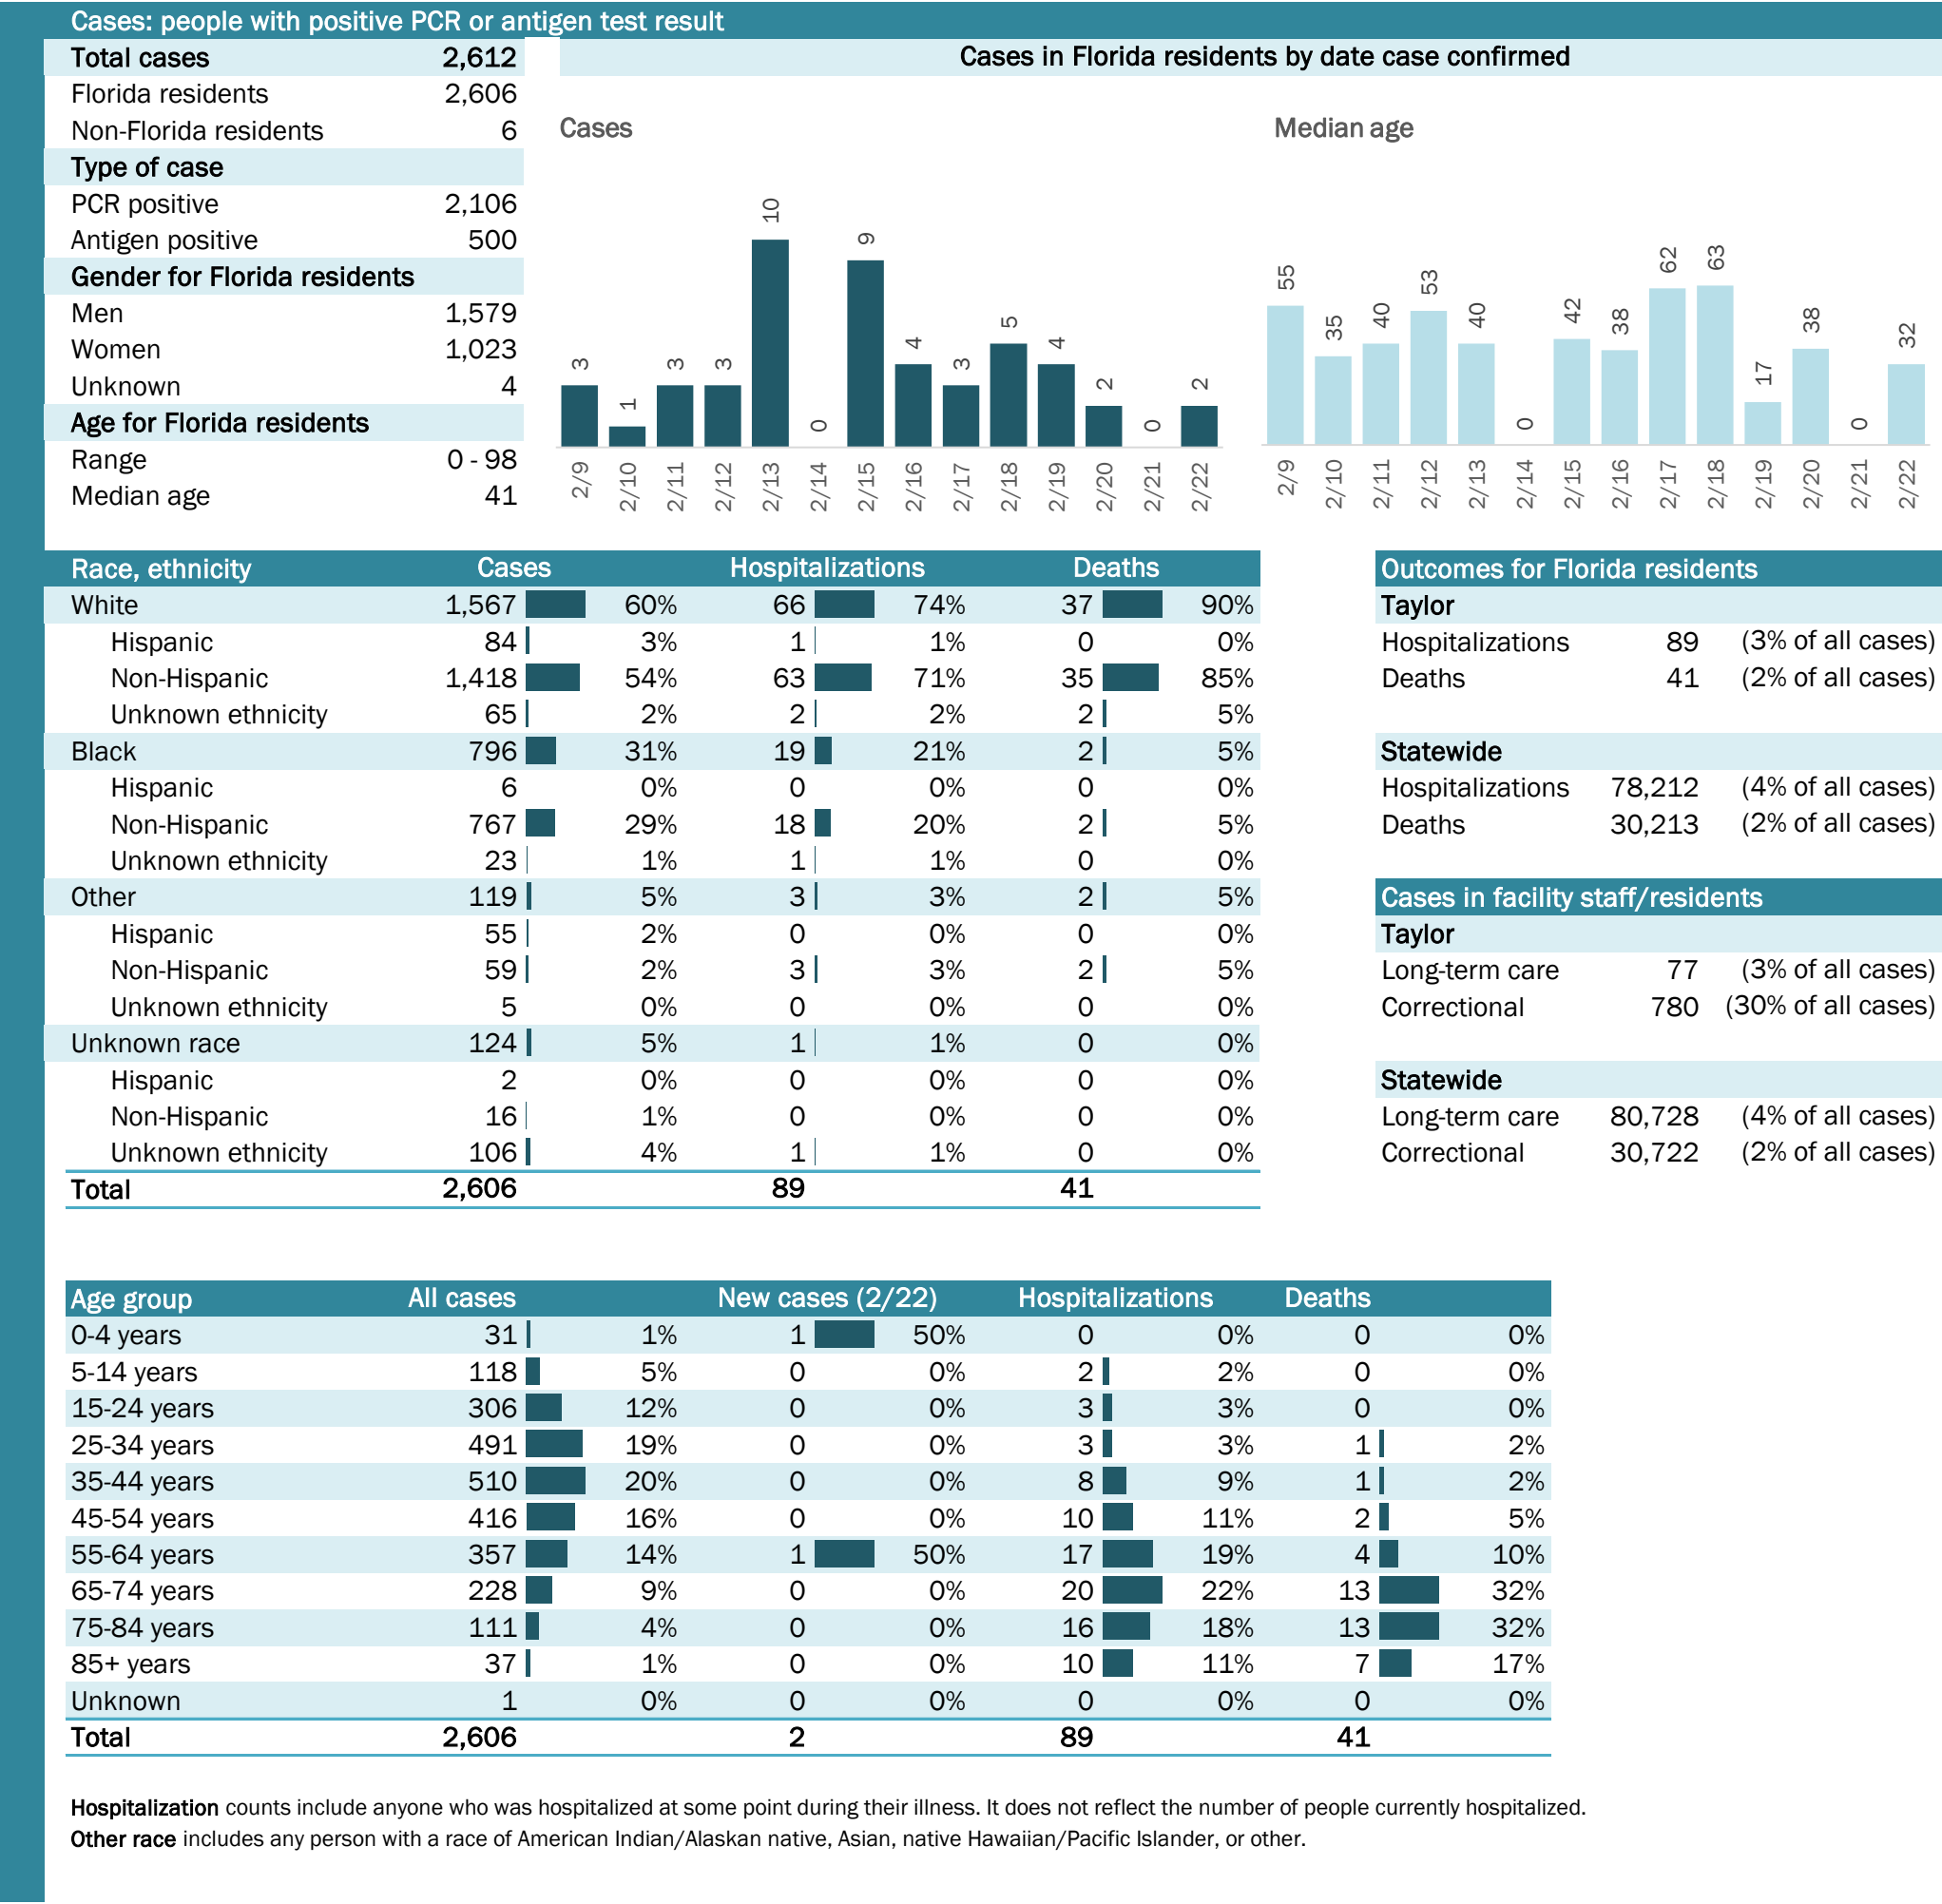 Cases: people with positive PCR or antigen test result
Total cases 2,612
Florida residents 2,606
Non-Florida residents 6
Type of case
PCR positive 2,106
Antigen positive 500
Gender for Florida residents
Men 1,579
Women 1,023
Unknown 4
Age for Florida residents
Range 0 - 98
Median age 41
Cases in Florida residents by date case confirmed
Cases
3 1 3 3 10 0 9 4 3 5 4 2 0 2
2/9 2/10 2/11 2/12 2/13 2/14 2/15 2/16 2/17 2/18 2/19 2/20 2/21 2/22
Median age
55 35 40 53 40 0 42 38 62 63 17 38 0 32
2/9 2/10 2/11 2/12 2/13 2/14 2/15 2/16 2/17 2/18 2/19 2/20 2/21 2/22
Race, ethnicity Cases Hospitalizations Deaths
White 1,567 60% 66 74% 37 90%
Hispanic 84 3% 1 1% 0 0%
Non-Hispanic 1,418 54% 63 71% 35 85%
Unknown ethnicity 65 2% 2 2% 2 5%
Black 796 31% 19 21% 2 5%
Hispanic 6 0% 0 0% 0 0%
Non-Hispanic 767 29% 18 20% 2 5%
Unknown ethnicity 23 1% 1 1% 0 0%
Other 119 5% 3 3% 2 5%
Hispanic 55 2% 0 0% 0 0%
Non-Hispanic 59 2% 3 3% 2 5%
Unknown ethnicity 5 0% 0 0% 0 0%
Unknown race 124 5% 1 1% 0 0%
Hispanic 2 0% 0 0% 0 0%
Non-Hispanic 16 1% 0 0% 0 0%
Unknown ethnicity 106 4% 1 1% 0 0%
Total 2,606 89 41
Outcomes for Florida residents
Taylor
Hospitalizations 89 (3% of all cases)
Deaths 41 (2% of all cases)
Statewide
Hospitalizations 78,212 (4% of all cases)
Deaths 30,213 (2% of all cases)
Cases in facility staff/residents
Taylor
Long-term care 77 (3% of all cases)
Correctional 780 (30% of all cases)
Statewide
Long-term care 80,728 (4% of all cases)
Correctional 30,722 (2% of all cases)
Age group All cases New cases (2/22) Hospitalizations Deaths
0-4 years 31 1% 1 50% 0 0% 0 0%
5-14 years 118 5% 0 0% 2 2% 0 0%
15-24 years 306 12% 0 0% 3 3% 0 0%
25-34 years 491 19% 0 0% 3 3% 1 2%
35-44 years 510 20% 0 0% 8 9% 1 2%
45-54 years 416 16% 0 0% 10 11% 2 5%
55-64 years 357 14% 1 50% 17 19% 4 10%
65-74 years 228 9% 0 0% 20 22% 13 32%
75-84 years 111 4% 0 0% 16 18% 13 32%
85+ years 37 1% 0 0% 10 11% 7 17%
Unknown 1 0% 0 0% 0 0% 0 0%
Total 2,606 2 89 41
Hospitalization counts include anyone who was hospitalized at some point during their illness. It does not reflect the number of people currently hospitalized.
Other race includes any person with a race of American Indian/Alaskan native, Asian, native Hawaiian/Pacific Islander, or other.